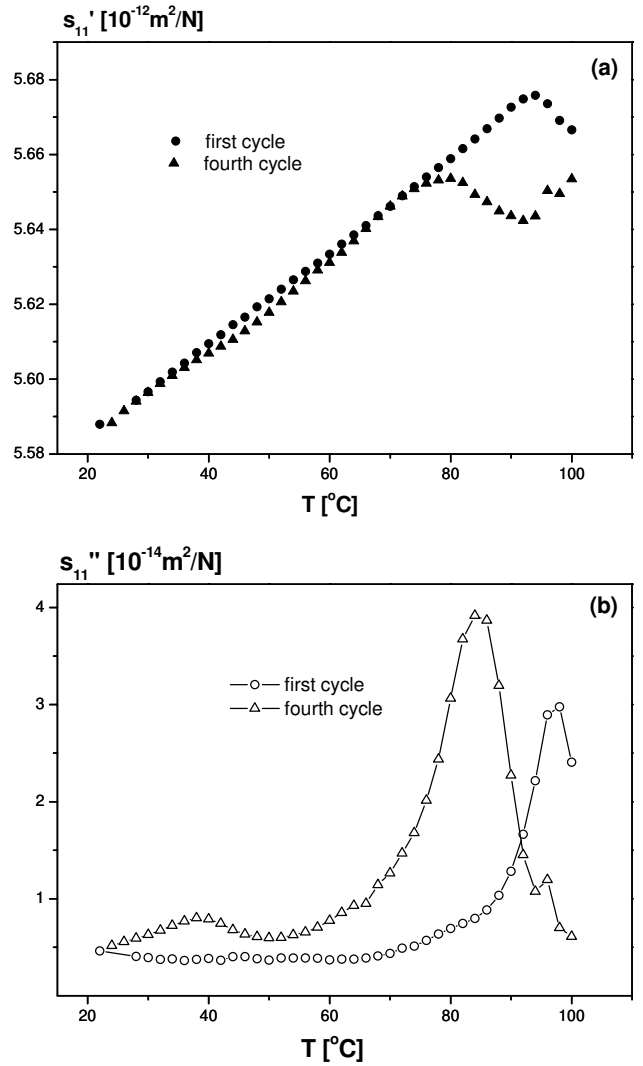 s₁₁' [10⁻¹²m²/N]
(a)
5.68
5.66
5.64
5.62
5.60
5.58
first cycle
fourth cycle
20 40 60 80 100
T [°C]
s₁₁'' [10⁻¹⁴m²/N]
(b)
4
3
2
1
first cycle
fourth cycle
20 40 60 80 100
T [°C]